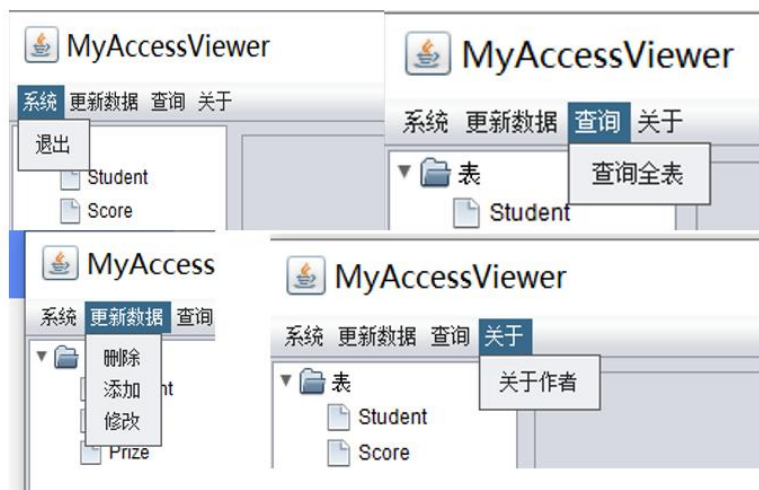 MyAccessViewer
系统 更新数据 查询 关于
退出
Student
Score
MyAccessViewer
系统 更新数据 查询 关于
表
查询全表
Student
MyAccess
系统 更新数据 查询
删除
添加
修改
Prize
MyAccessViewer
系统 更新数据 查询 关于
表
关于作者
Student
Score